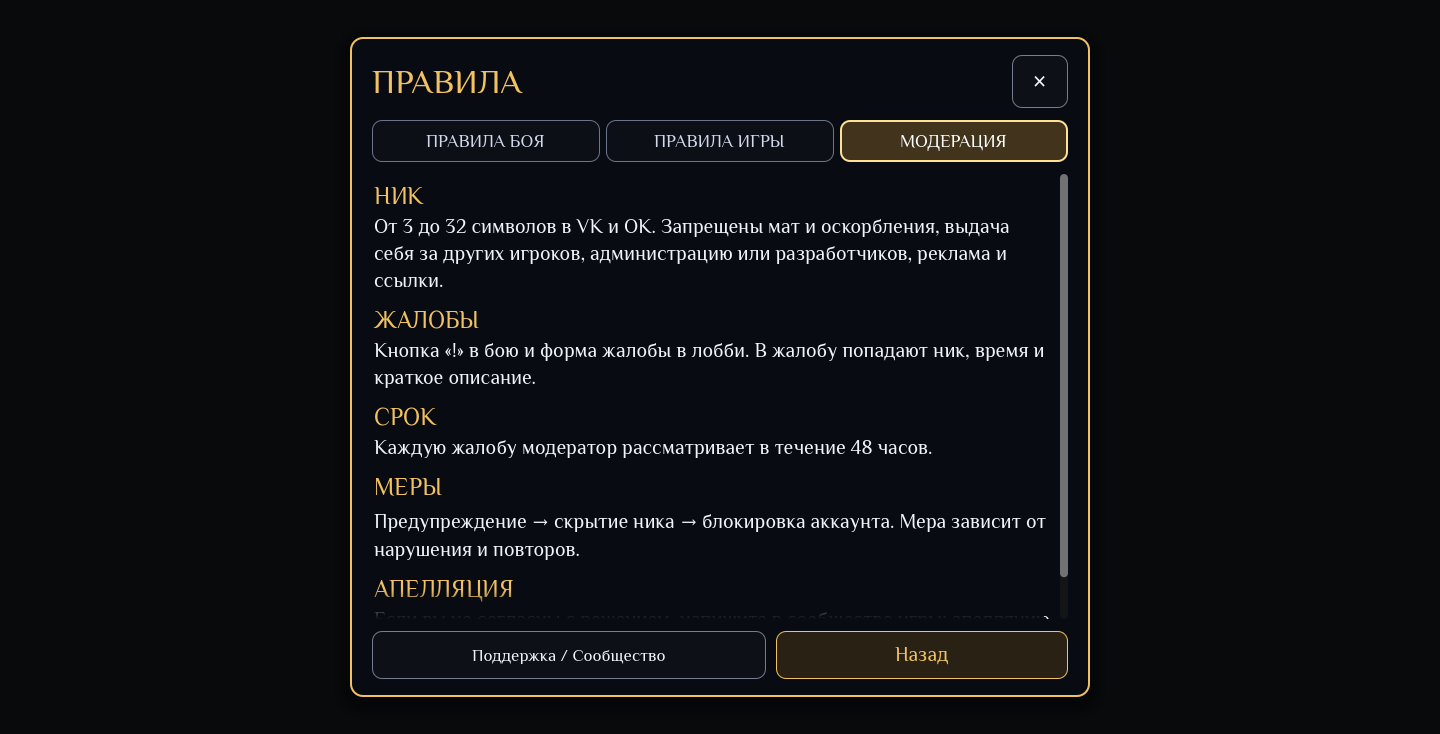 ПРАВИЛА
×
ПРАВИЛА БОЯ
ПРАВИЛА ИГРЫ
МОДЕРАЦИЯ
НИК
От 3 до 32 символов в VK и OK. Запрещены мат и оскорбления, выдача
себя за других игроков, администрацию или разработчиков, реклама и
ссылки.
ЖАЛОБЫ
Кнопка «!» в бою и форма жалобы в лобби. В жалобу попадают ник, время и
краткое описание.
СРОК
Каждую жалобу модератор рассматривает в течение 48 часов.
МЕРЫ
Предупреждение → скрытие ника → блокировка аккаунта. Мера зависит от
нарушения и повторов.
АПЕЛЛЯЦИЯ
Поддержка / Сообщество
Назад